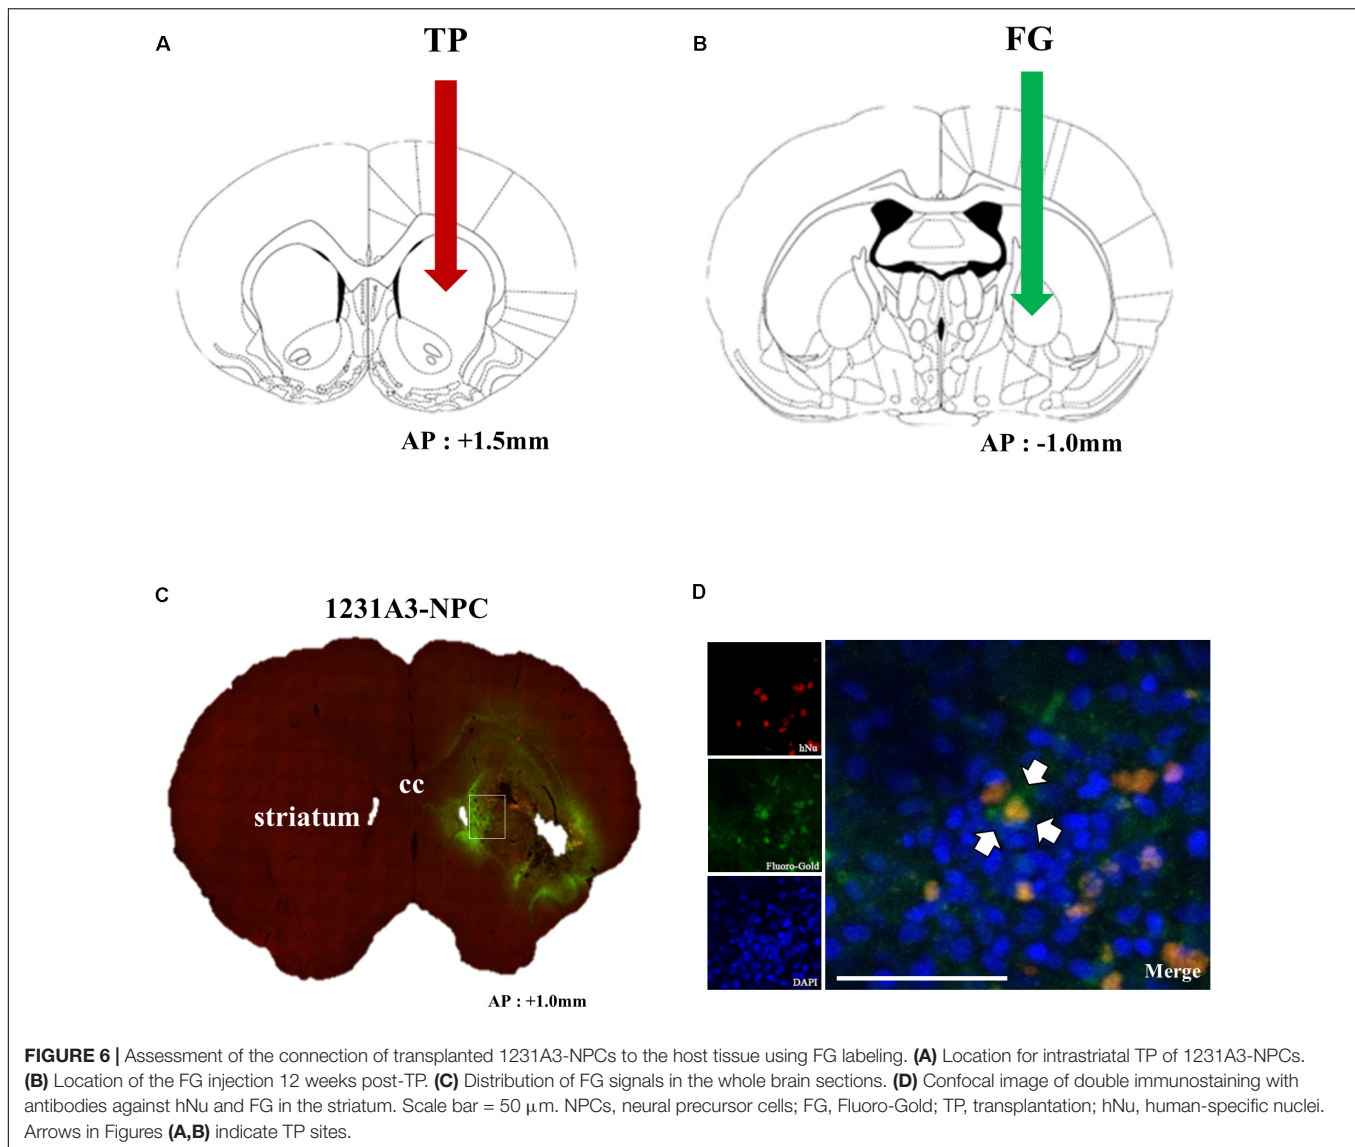 A
TP
AP : +1.5mm
B
FG
AP : -1.0mm
C
1231A3-NPC
cc
striatum
AP : +1.0mm
D
hNu
Fluoro-Gold
DAPI
Merge
FIGURE 6 | Assessment of the connection of transplanted 1231A3-NPCs to the host tissue using FG labeling. (A) Location for intrastriatal TP of 1231A3-NPCs.
(B) Location of the FG injection 12 weeks post-TP. (C) Distribution of FG signals in the whole brain sections. (D) Confocal image of double immunostaining with
antibodies against hNu and FG in the striatum. Scale bar = 50 μm. NPCs, neural precursor cells; FG, Fluoro-Gold; TP, transplantation; hNu, human-specific nuclei.
Arrows in Figures (A,B) indicate TP sites.